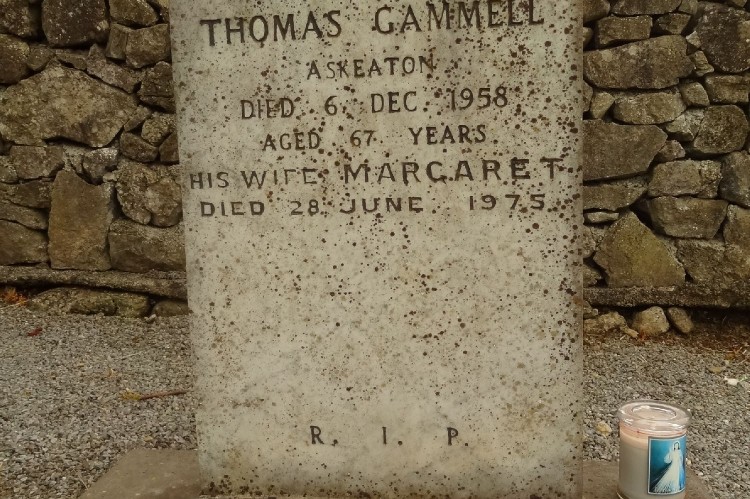 THOMAS GAMMELL
ASKEATON
DIED 6. DEC. 1958
AGED 67 YEARS
HIS WIFE MARGARET
DIED 28 JUNE 1975
R. I. P.